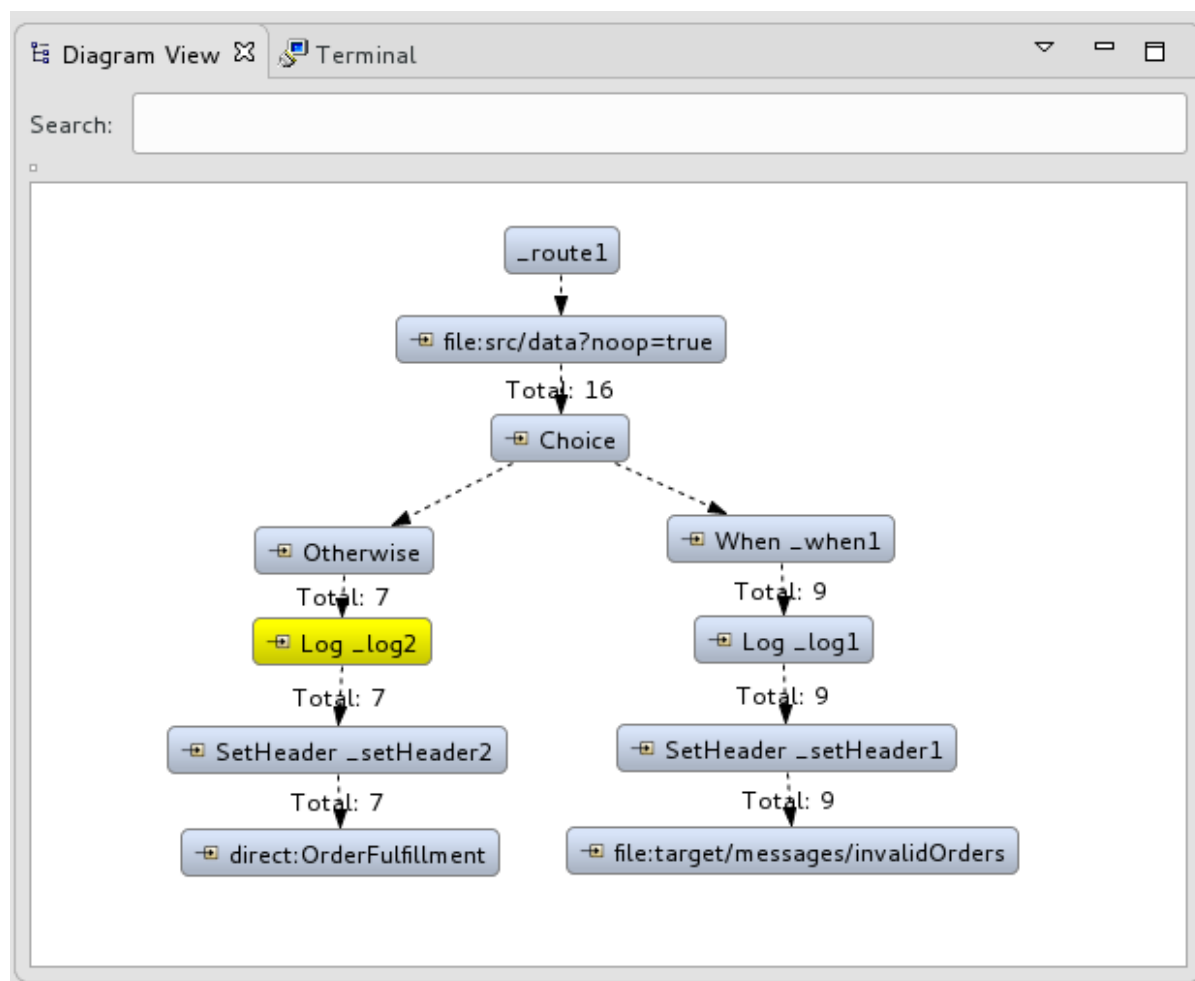 Diagram View
Terminal
Search:
_route1
file:src/data?noop=true
Total: 16
Choice
Otherwise
When _when1
Total: 7
Total: 9
Log _log2
Log _log1
Total: 7
Total: 9
SetHeader _setHeader2
SetHeader _setHeader1
Total: 7
Total: 9
direct:OrderFulfillment
file:target/messages/invalidOrders